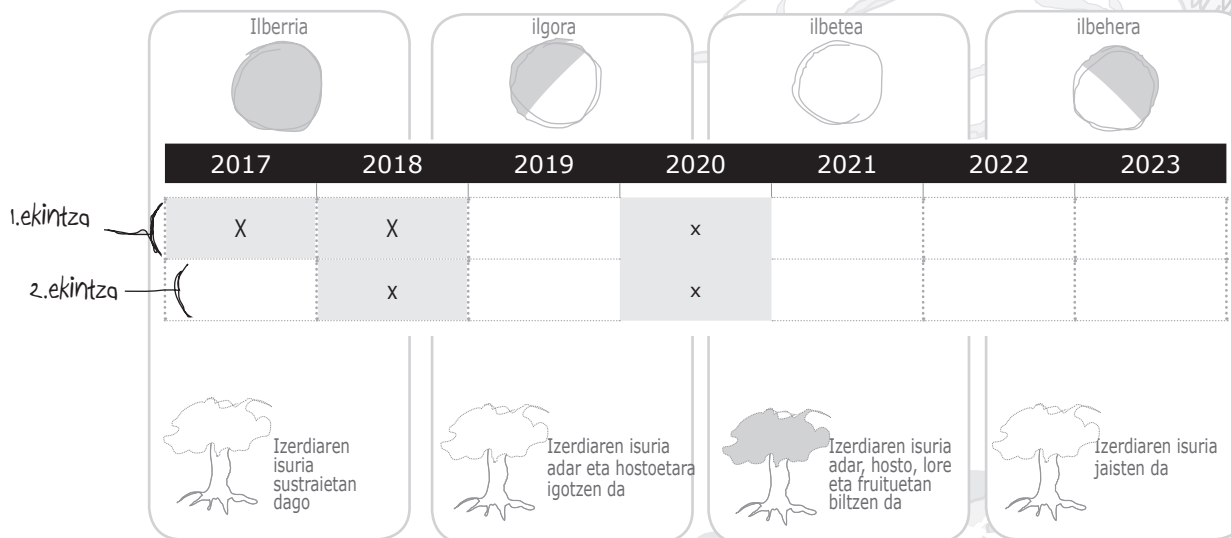 Ilberria
ilgora
ilbetea
ilbehera
2017 2018 2019 2020 2021 2022 2023
1.ekintza X X x
2.ekintza x x
Izerdiaren
isuria
sustraietan
dago
Izerdiaren isuria
adar eta hostoetara
igotzen da
Izerdiaren isuria
adar, hosto, lore
eta fruituetan
biltzen da
Izerdiaren isuria
jaisten da